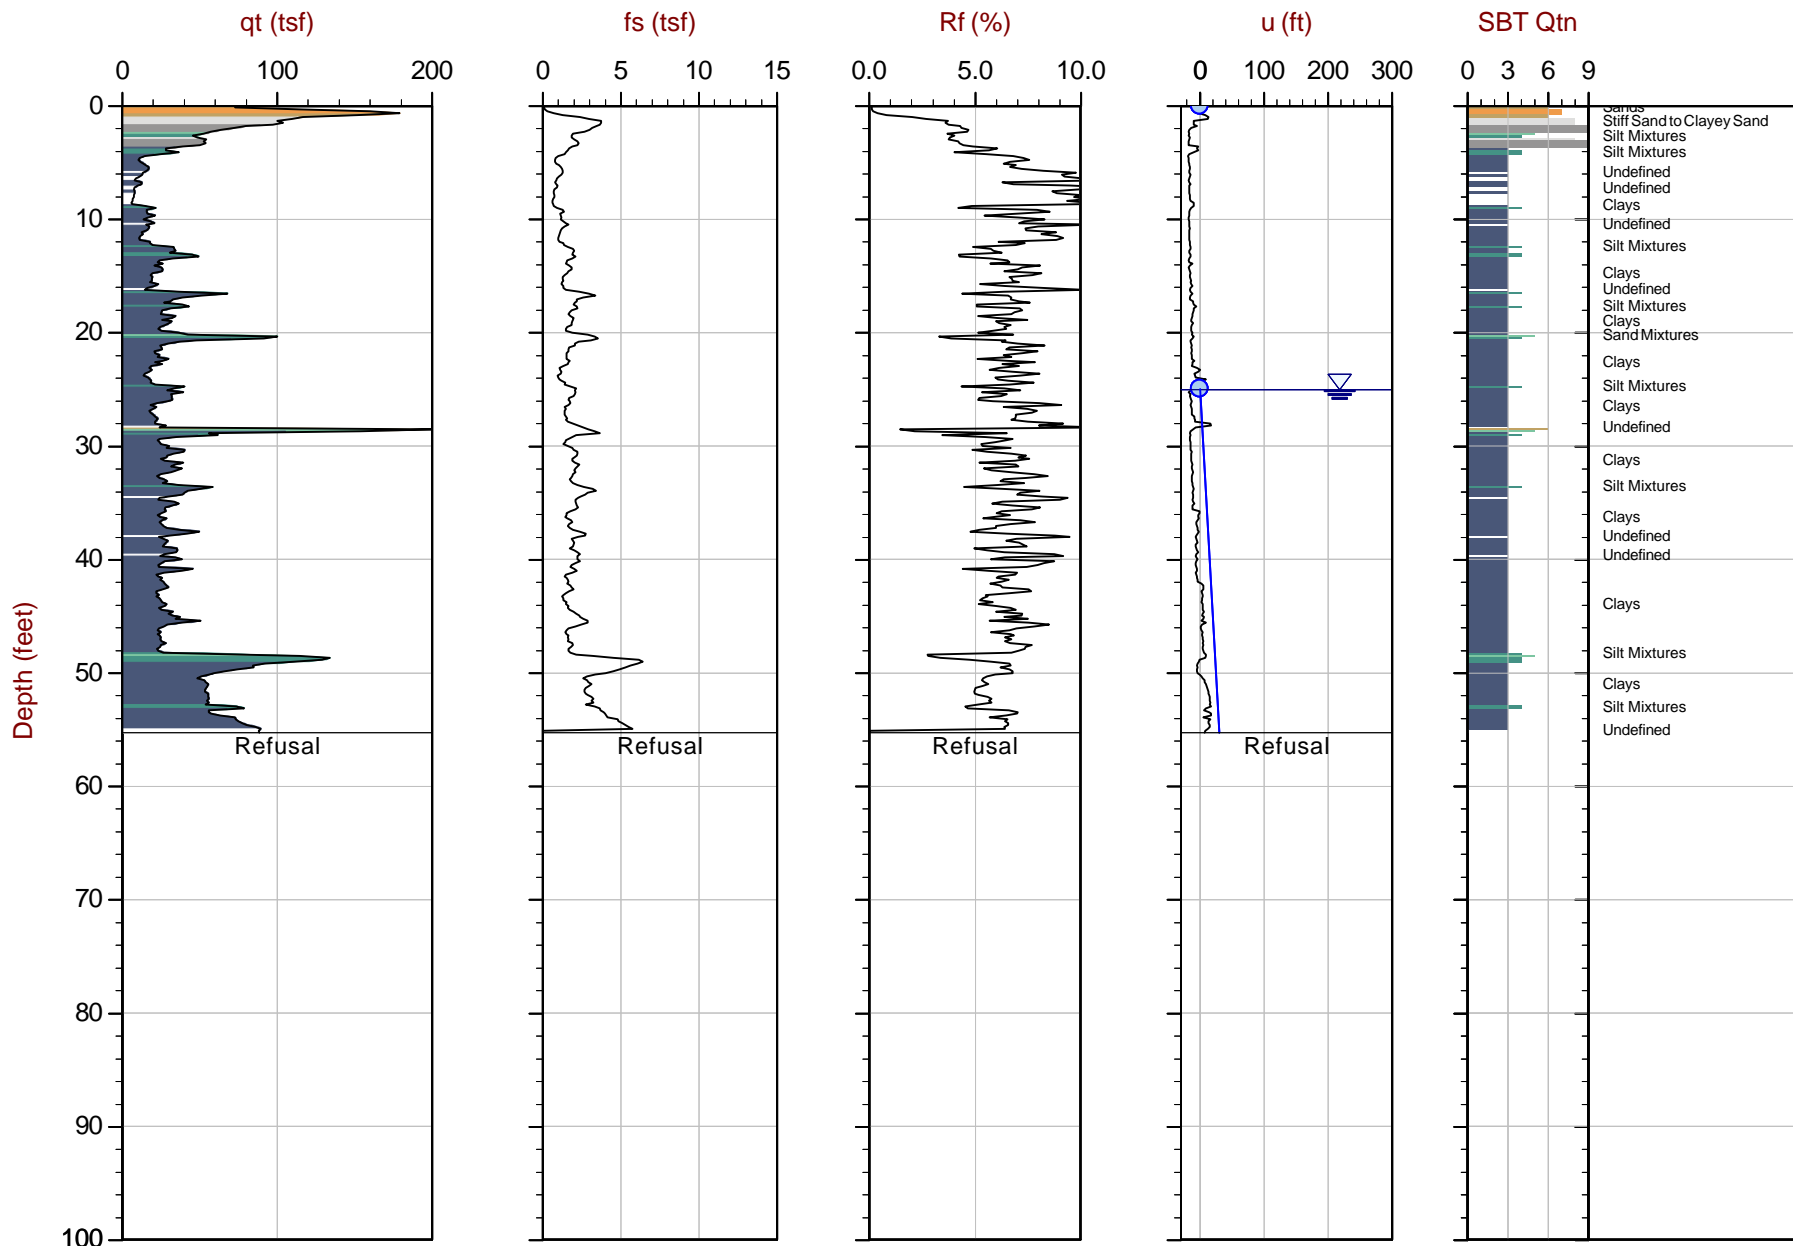 qt (tsf) fs (tsf) Rf (%) u (ft) SBT Qtn
0 100 200 0 5 10 15 0.0 5.0 10.0 0 100 200 300 0 3 6 9
0
Sands
Stiff Sand to Clayey Sand
Silt Mixtures
Silt Mixtures
Undefined
Undefined
Clays
10
Undefined
Silt Mixtures
Clays
Undefined
Silt Mixtures
Clays
20
Sand Mixtures
Clays
Silt Mixtures
Clays
Undefined
30
Clays
Silt Mixtures
Clays
Undefined
Undefined
40
Clays
Silt Mixtures
50
Clays
Silt Mixtures
Undefined
Refusal Refusal Refusal Refusal
60
Depth (feet)
70
80
90
100